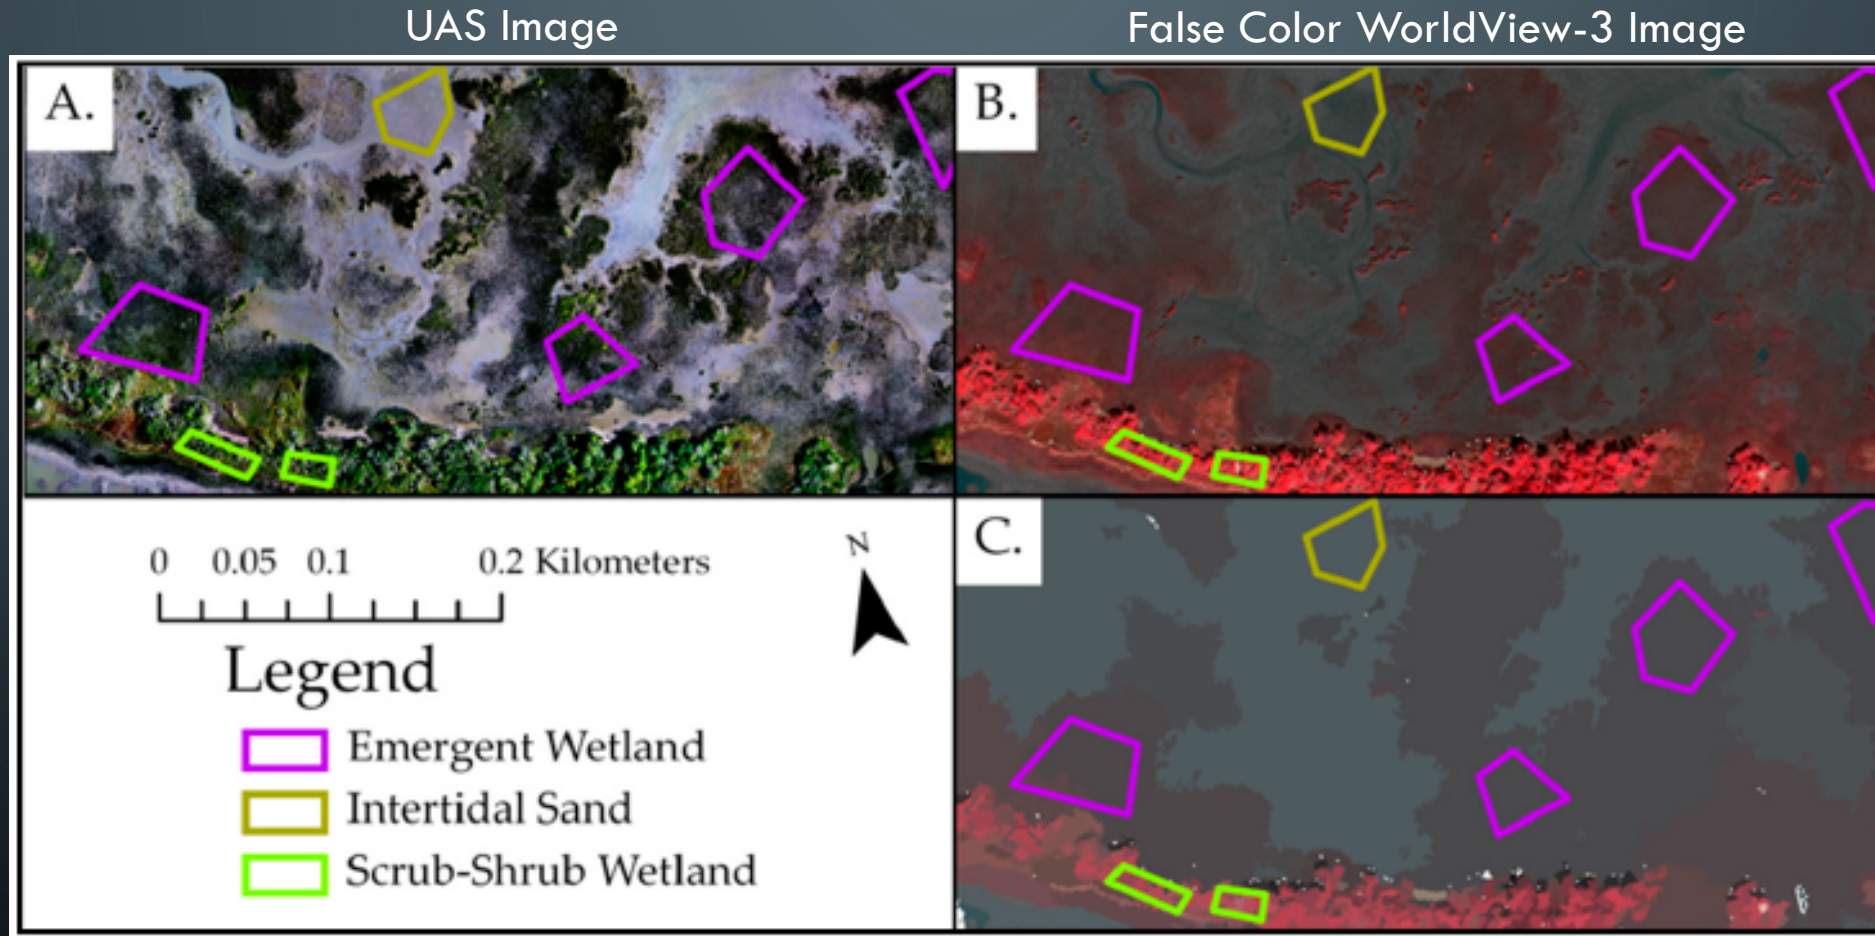 UAS Image
False Color WorldView-3 Image
A.
B.
0 0.05 0.1 0.2 Kilometers
N
Legend
Emergent Wetland
Intertidal Sand
Scrub-Shrub Wetland
C.